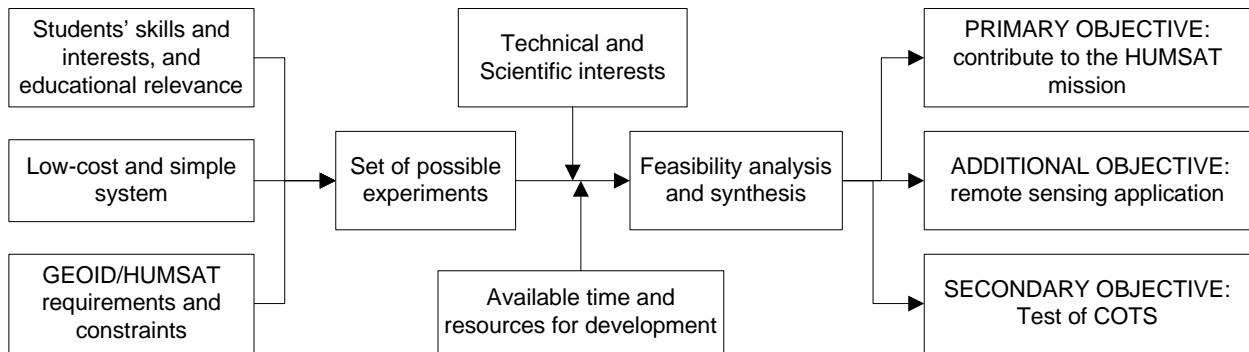 Students’ skills and
interests, and
educational relevance
Low-cost and simple
system
GEOID/HUMSAT
requirements and
constraints
Set of possible
experiments
Technical and
Scientific interests
Available time and
resources for development
Feasibility analysis
and synthesis
PRIMARY OBJECTIVE:
contribute to the HUMSAT
mission
ADDITIONAL OBJECTIVE:
remote sensing application
SECONDARY OBJECTIVE:
Test of COTS